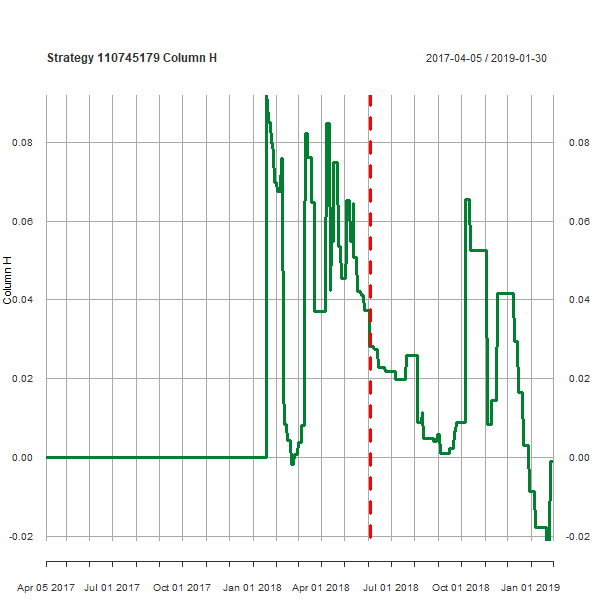 Strategy 110745179 Column H 2017-04-05 / 2019-01-30
0.08 0.08
0.06 0.06
Column H
0.04 0.04
0.02 0.02
0.00 0.00
-0.02 -0.02
Apr 05 2017 Jul 01 2017 Oct 01 2017 Jan 01 2018 Apr 01 2018 Jul 01 2018 Oct 01 2018 Jan 01 2019